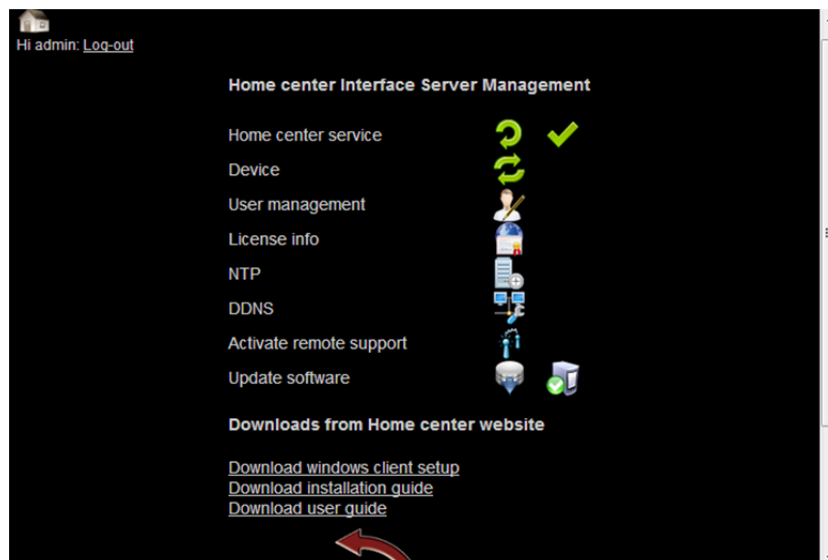 Hi admin: Log-out
Home center Interface Server Management
Home center service
Device
User management
License info
NTP
DDNS
Activate remote support
Update software
Downloads from Home center website
Download windows client setup
Download installation guide
Download user guide